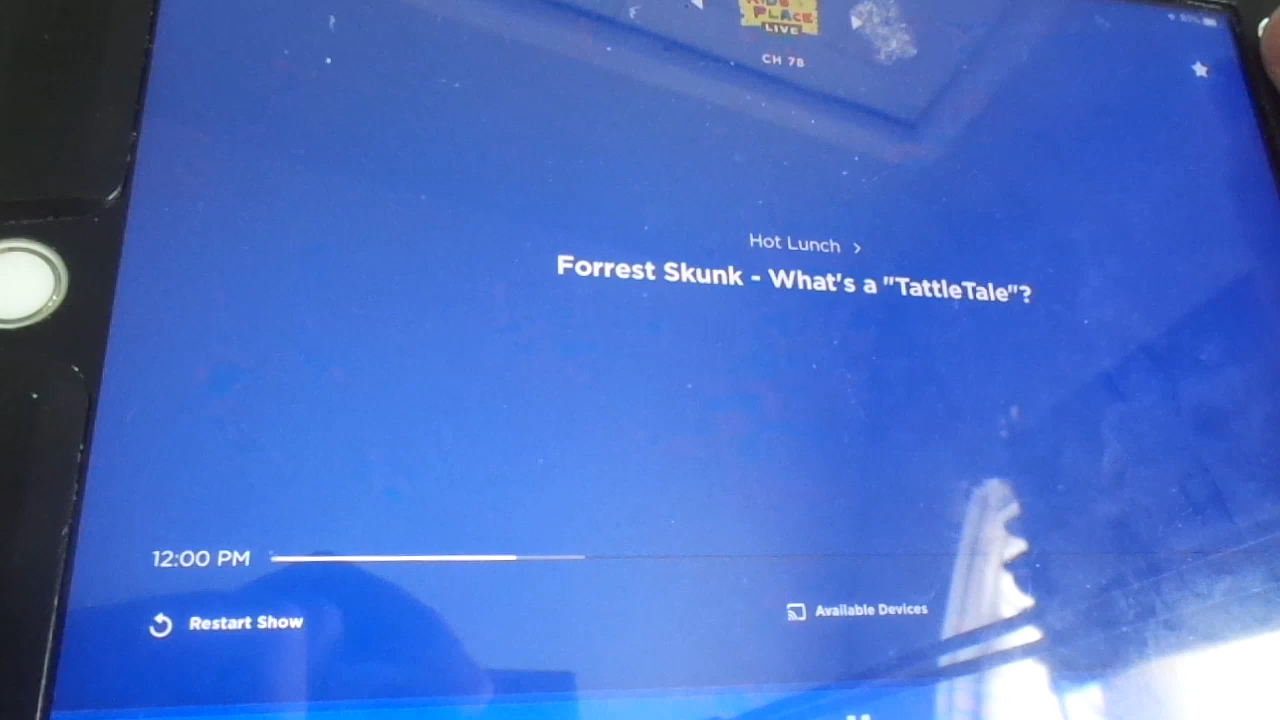 KIDS
PLACE
LIVE
CH 78
Hot Lunch >
Forrest Skunk - What's a "TattleTale"?
12:00 PM
Restart Show
Available Devices